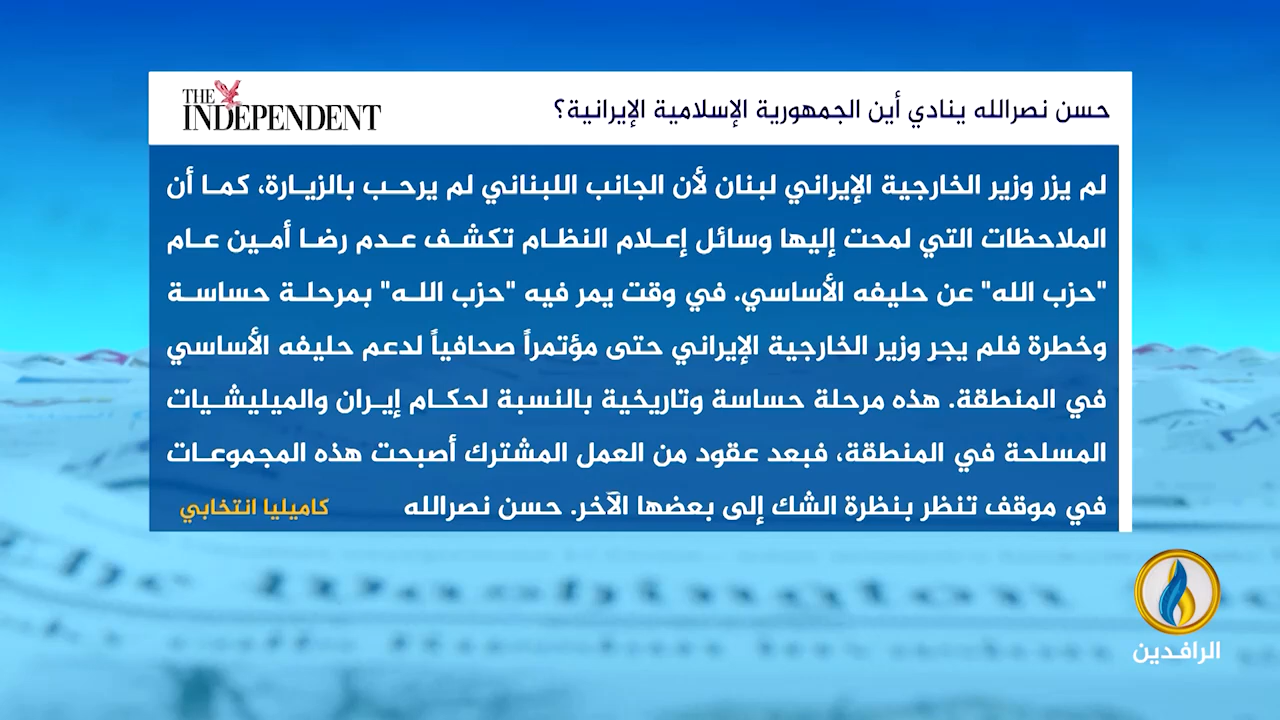 THE
INDEPENDENT
حسن نصرالله ينادي أين الجمهورية الإسلامية الإيرانية؟
لم يزر وزير الخارجية الإيراني لبنان لأن الجانب اللبناني لم يرحب بالزيارة، كما أن
الملاحظات التي لمحت إليها وسائل إعلام النظام تكشف عدم رضا أمين عام
"حزب الله" عن حليفه الأساسي. في وقت يمر فيه "حزب الله" بمرحلة حساسة
وخطرة فلم يجرِ وزير الخارجية الإيراني حتى مؤتمراً صحافياً لدعم حليفه الأساسي
في المنطقة. هذه مرحلة حساسة وتاريخية بالنسبة لحكام إيران والميليشيات
المسلحة في المنطقة، فبعد عقود من العمل المشترك أصبحت هذه المجموعات
في موقف تنظر بنظرة الشك إلى بعضها الآخر. حسن نصرالله
كاميليا انتخابي
الرافدين